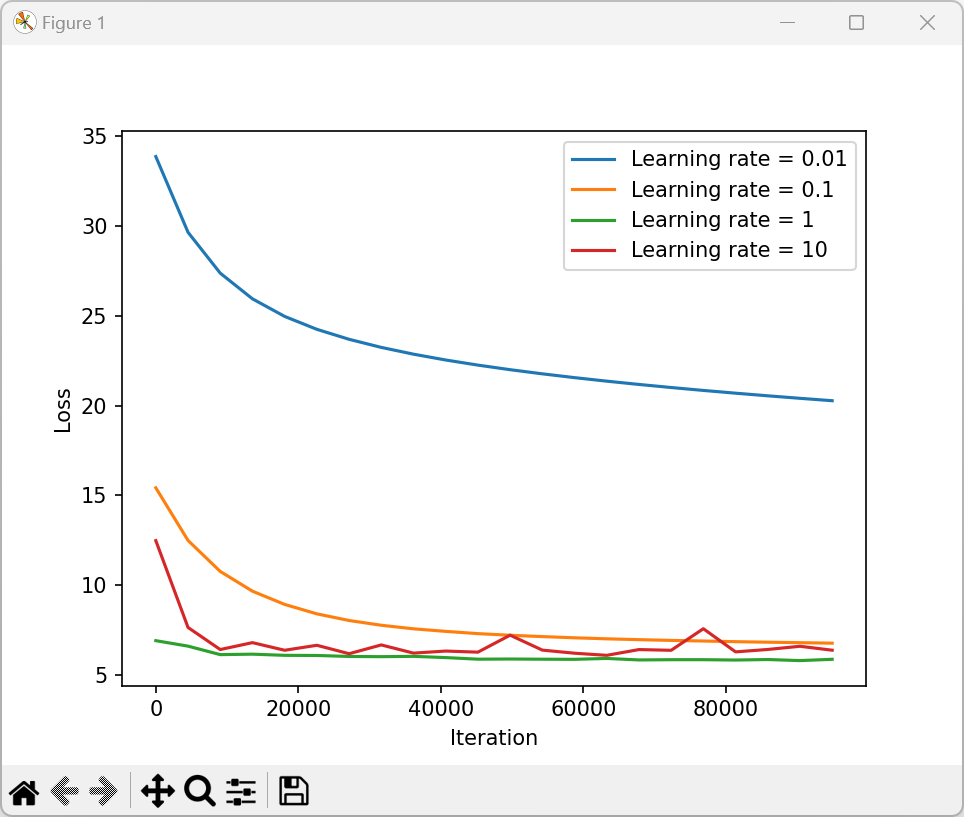 Figure 1
35
30
25
20
15
10
5
Loss
Learning rate = 0.01
Learning rate = 0.1
Learning rate = 1
Learning rate = 10
0 20000 40000 60000 80000
Iteration